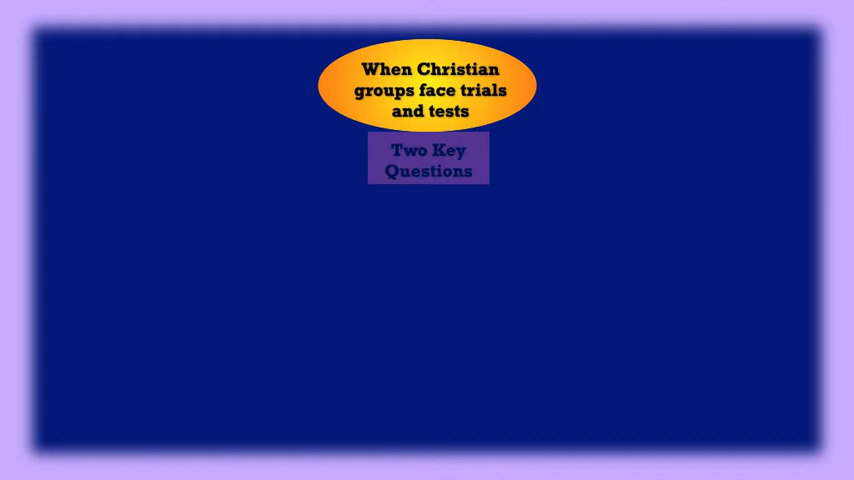 When Christian
groups face trials
and tests
Two Key
Questions